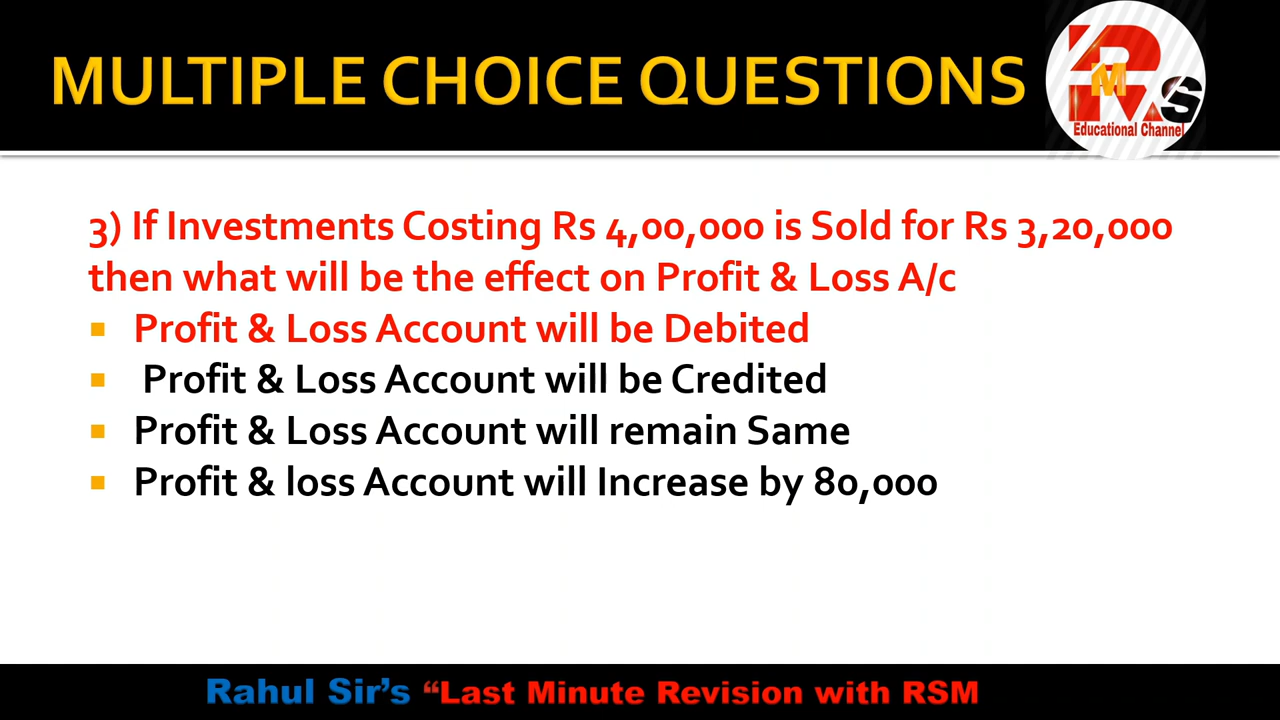 MULTIPLE CHOICE QUESTIONS
RMS
Educational Channel
3) If Investments Costing Rs 4,00,000 is Sold for Rs 3,20,000
then what will be the effect on Profit & Loss A/c
Profit & Loss Account will be Debited
Profit & Loss Account will be Credited
Profit & Loss Account will remain Same
Profit & loss Account will Increase by 80,000
Rahul Sir's “Last Minute Revision with RSM